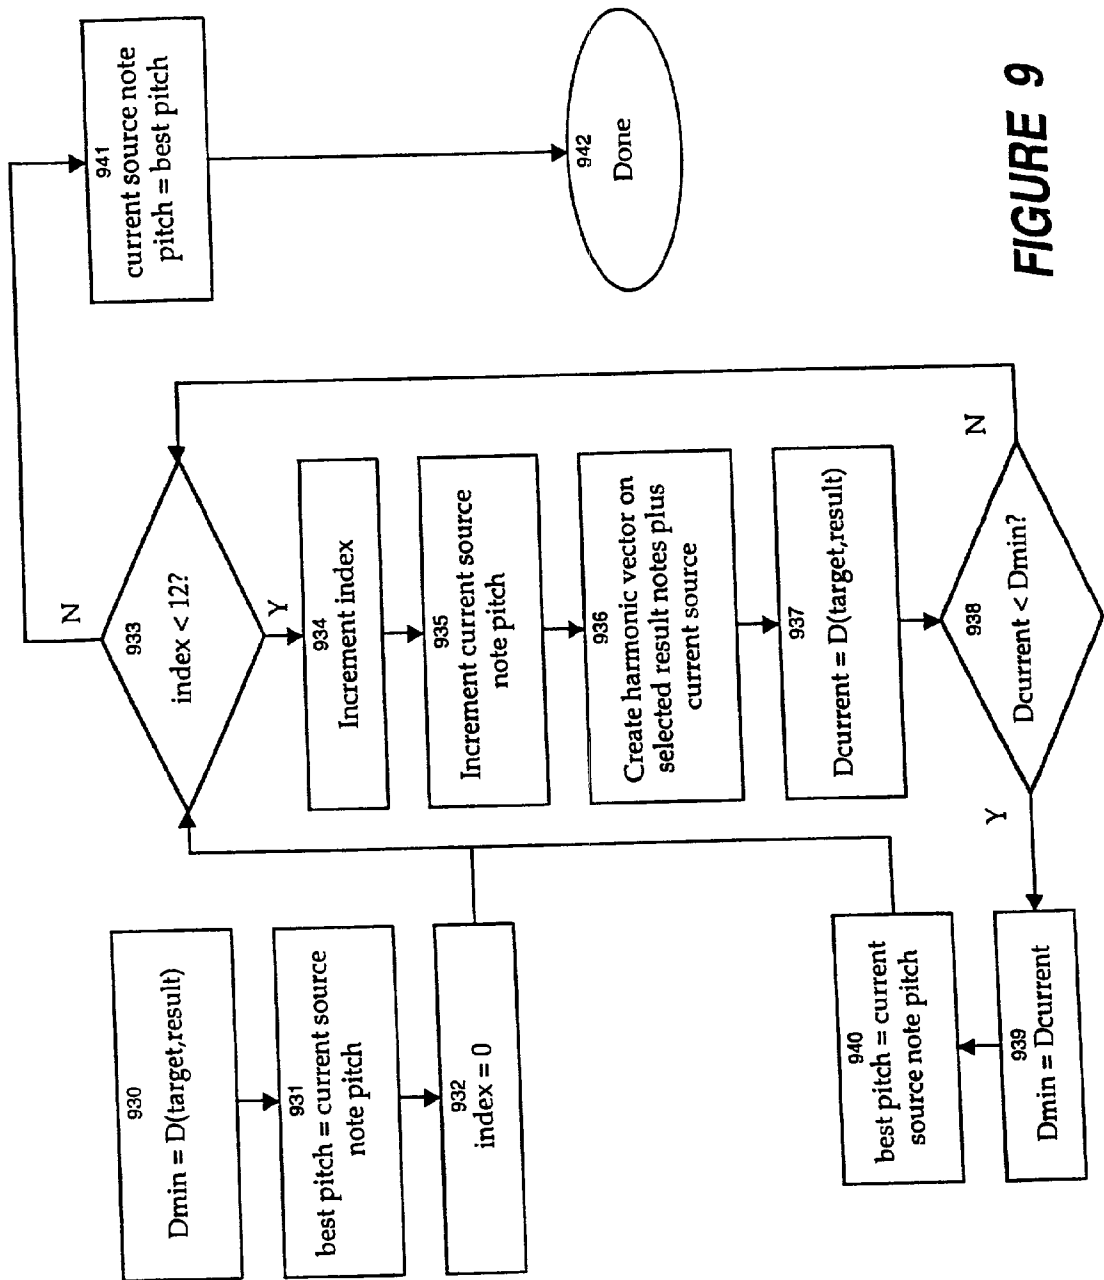 930
Dmin = D(target,result)
931
best pitch = current source
note pitch
932
index = 0
N
933
index < 12?
Y
934
Increment index
935
Increment current source
note pitch
936
Create harmonic vector on
selected result notes plus
current source
937
Dcurrent = D(target,result)
938
Dcurrent < Dmin?
N
Y
939
Dmin = Dcurrent
940
best pitch = current
source note pitch
941
current source note
pitch = best pitch
942
Done
FIGURE 9